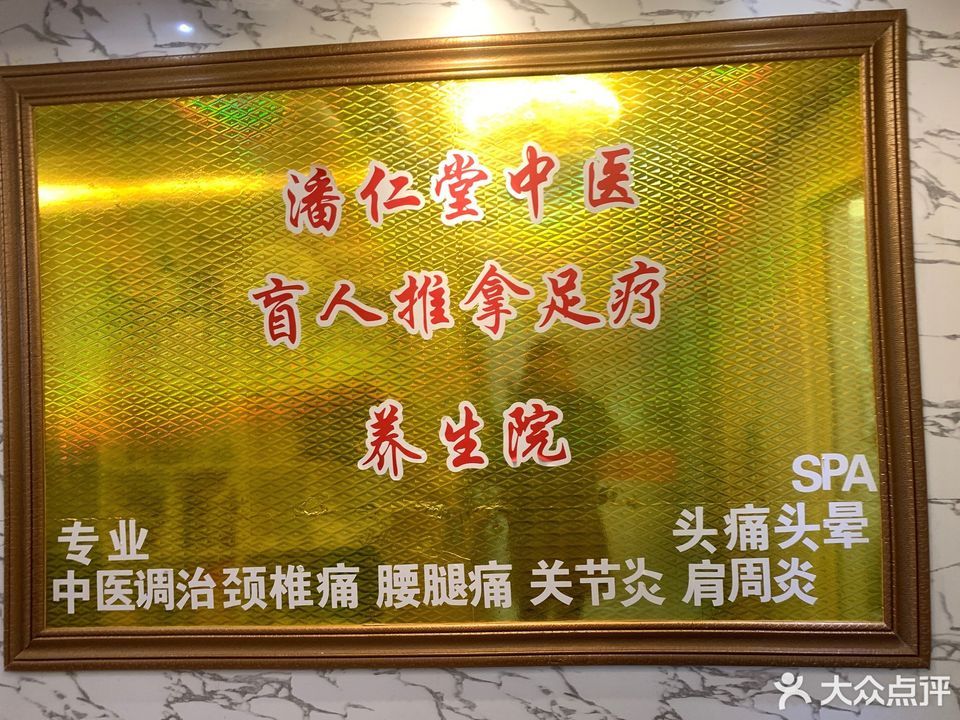 潘仁堂中医
盲人推拿足疗
养生院
SPA
专业
头痛头晕
中医调治颈椎痛 腰腿痛 关节炎 肩周炎
大众点评